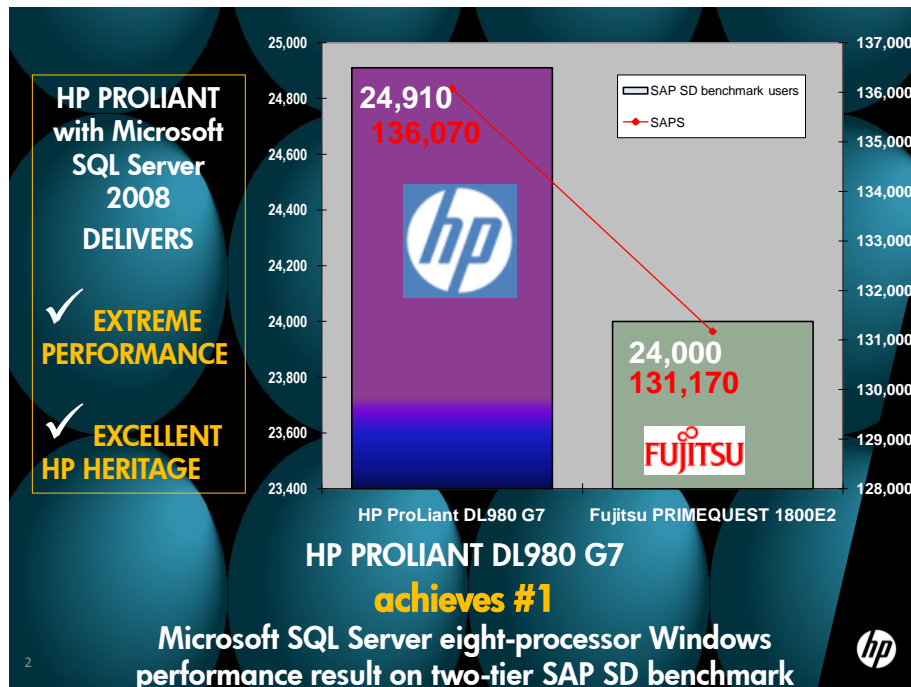 HP PROLIANT
with Microsoft
SQL Server
2008
DELIVERS
✓ EXTREME
PERFORMANCE
✓ EXCELLENT
HP HERITAGE
25,000
24,800
24,600
24,400
24,200
24,000
23,800
23,600
23,400
137,000
136,000
135,000
134,000
133,000
132,000
131,000
130,000
129,000
128,000
SAP SD benchmark users
SAPS
24,910
136,070
hp
24,000
131,170
FUJITSU
HP ProLiant DL980 G7
Fujitsu PRIMEQUEST 1800E2
HP PROLIANT DL980 G7
achieves #1
Microsoft SQL Server eight-processor Windows
performance result on two-tier SAP SD benchmark
2
hp